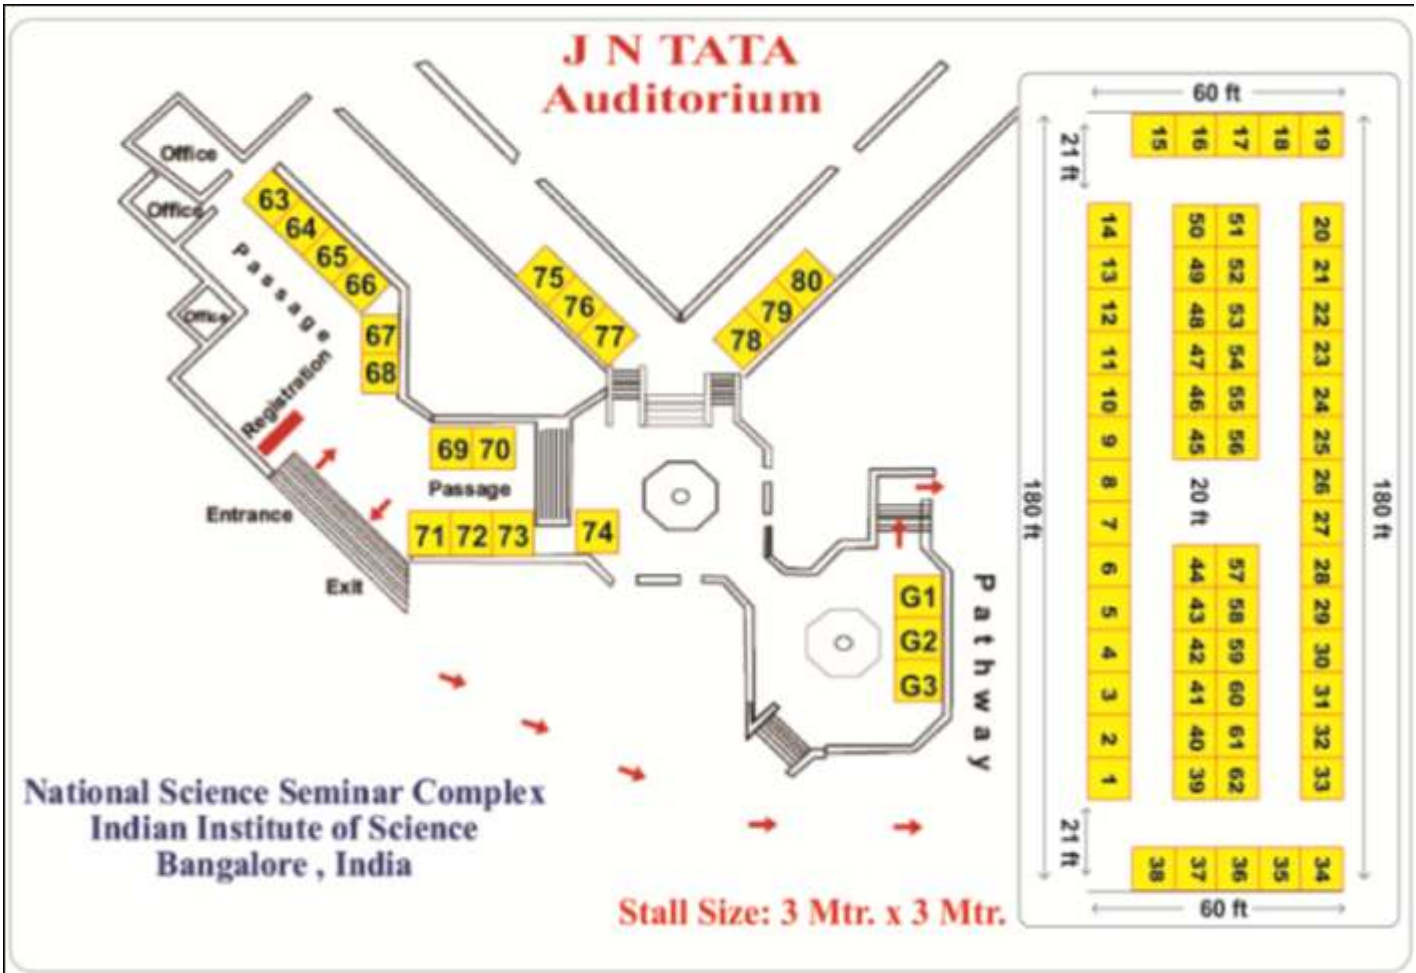 J N TATA
Auditorium
Office
Office
Office
Passage
Registration
Entrance
Exit
63
64
65
66
67
68
69 70
Passage
71 72 73
74
75
76
77
78
79
80
G1
G2
G3
Pathway
60 ft
21 ft
15 16 17 18 19
180 ft
180 ft
14 50 51 20
13 49 52 21
12 48 53 22
11 47 54 23
10 46 55 24
9 45 56 25
8 26
20 ft
7 27
6 44 57 28
5 43 58 29
4 42 59 30
3 41 60 31
2 40 61 32
1 39 62 33
21 ft
38 37 36 35 34
60 ft
National Science Seminar Complex
Indian Institute of Science
Bangalore , India
Stall Size: 3 Mtr. x 3 Mtr.